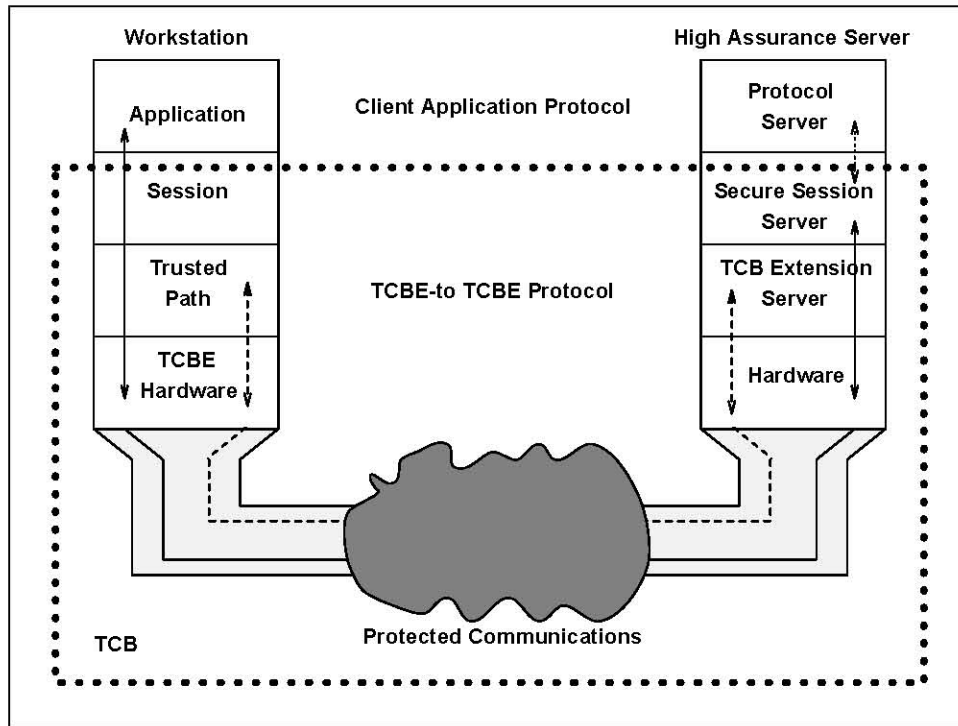 Workstation
High Assurance Server
Application
Client Application Protocol
Protocol
Server
Session
Secure Session
Server
Trusted
Path
TCBE-to TCBE Protocol
TCB Extension
Server
TCBE
Hardware
Hardware
Protected Communications
TCB